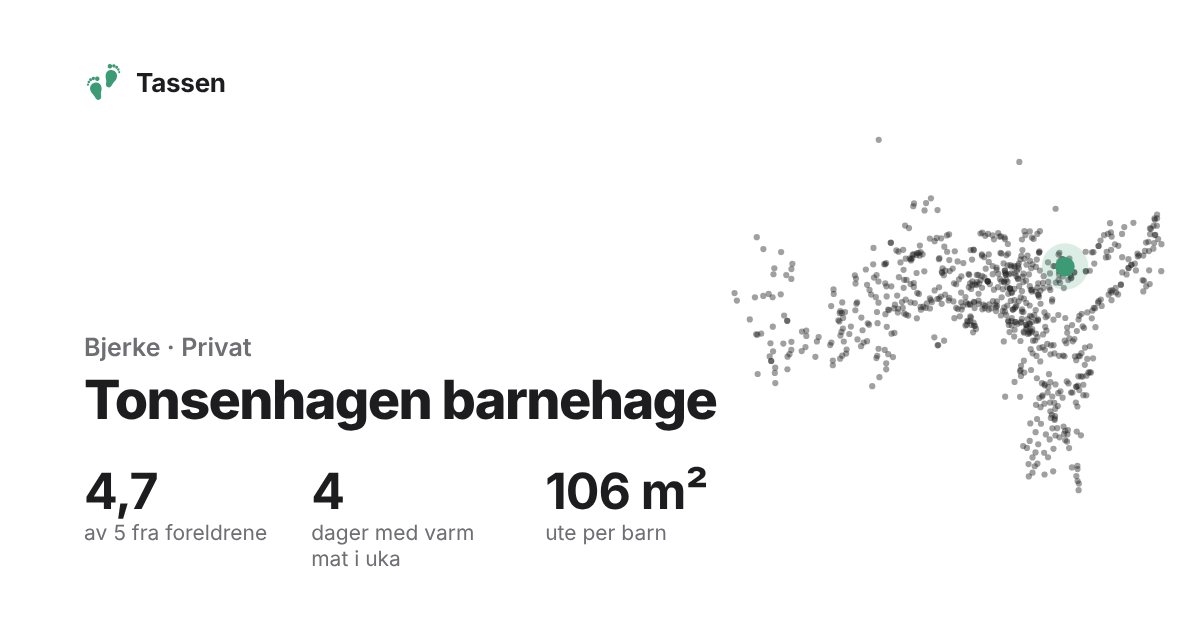 Tassen
Bjerke · Privat
Tonsenhagen barnehage
4,7
av 5 fra foreldrene
4
dager med varm
mat i uka
106 m²
ute per barn